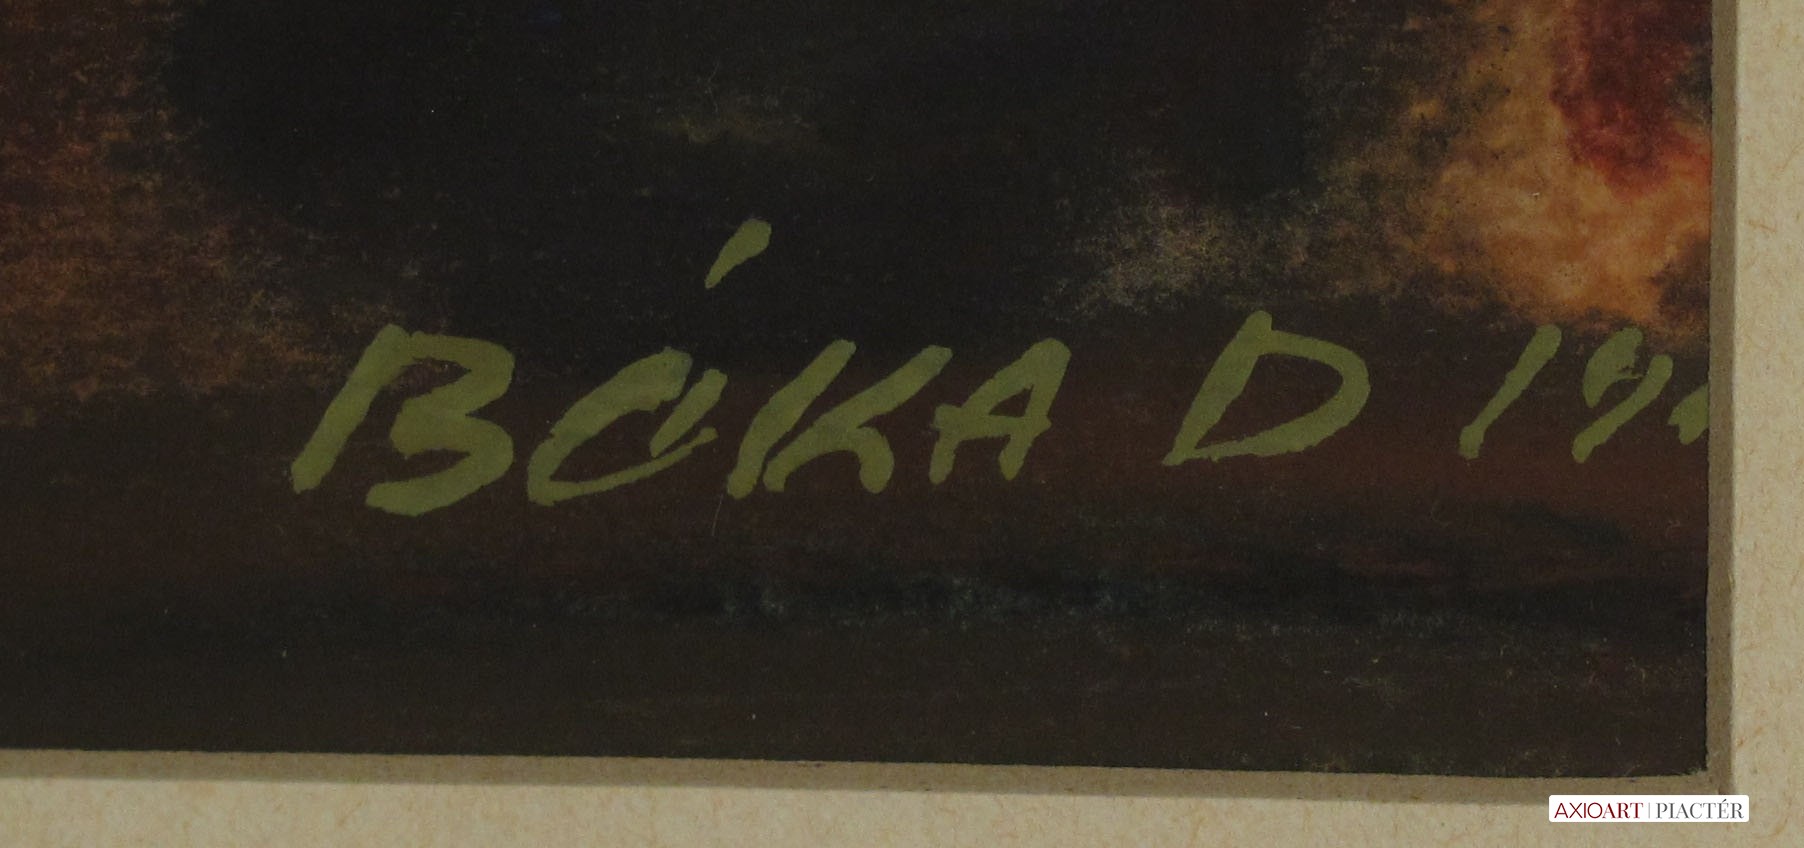 BÓKA D 19
AXIOART | PIACTÉR